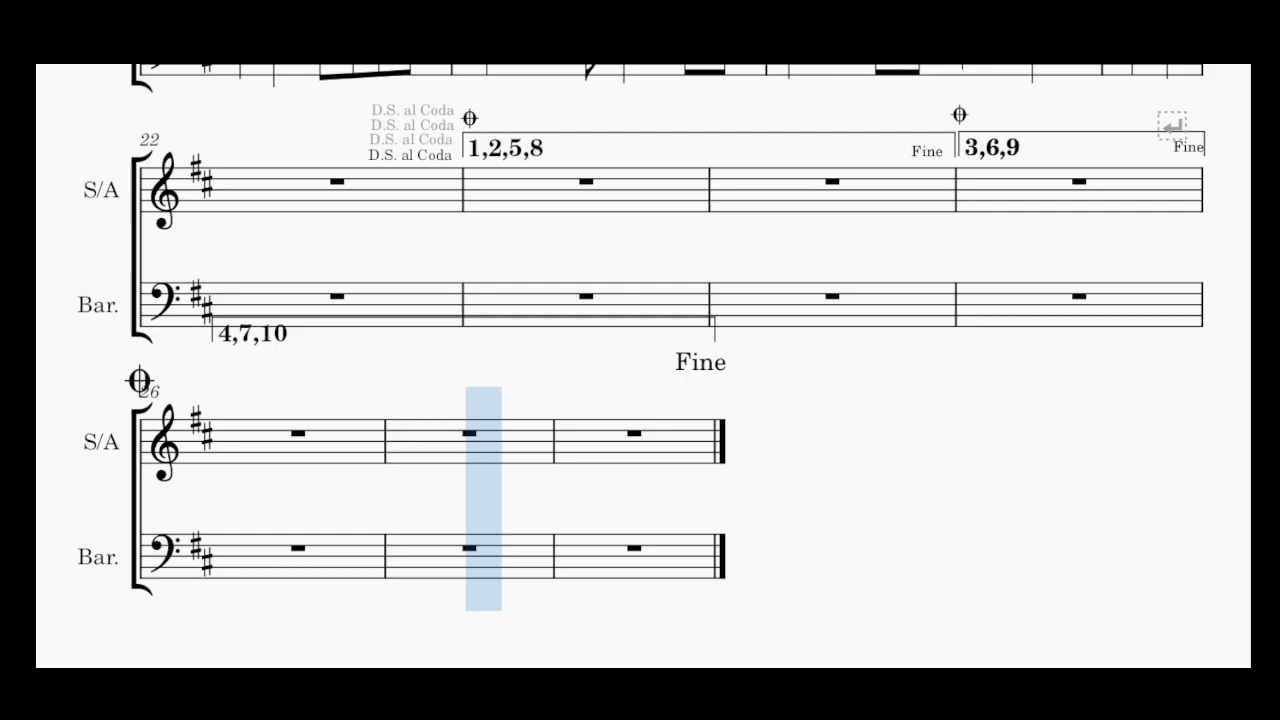 D.S. al Coda
D.S. al Coda
D.S. al Coda
D.S. al Coda
22
1,2,5,8
Fine
3,6,9
Fine
S/A
Bar.
4,7,10
Fine
26
S/A
Bar.